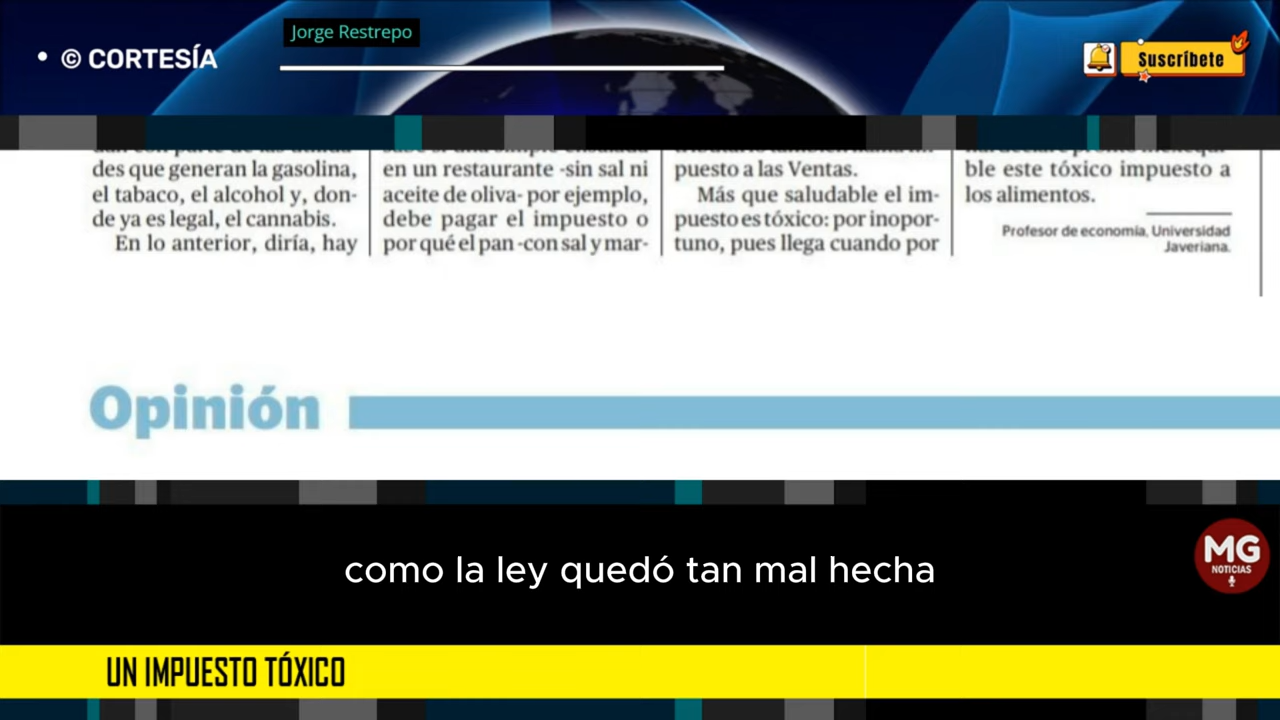 Jorge Restrepo
• © CORTESÍA
Suscríbete
des que generan la gasolina,
el tabaco, el alcohol y, don-
de ya es legal, el cannabis.
En lo anterior, diría, hay
en un restaurante -sin sal ni
aceite de oliva- por ejemplo,
debe pagar el impuesto o
por qué el pan -con sal y mar-
puesto a las Ventas.
Más que saludable el im-
puesto es tóxico: por inopor-
tuno, pues llega cuando por
ble este tóxico impuesto a
los alimentos.
Profesor de economía, Universidad
Javeriana.
Opinión
como la ley quedó tan mal hecha
MG
NOTICIAS
UN IMPUESTO TÓXICO